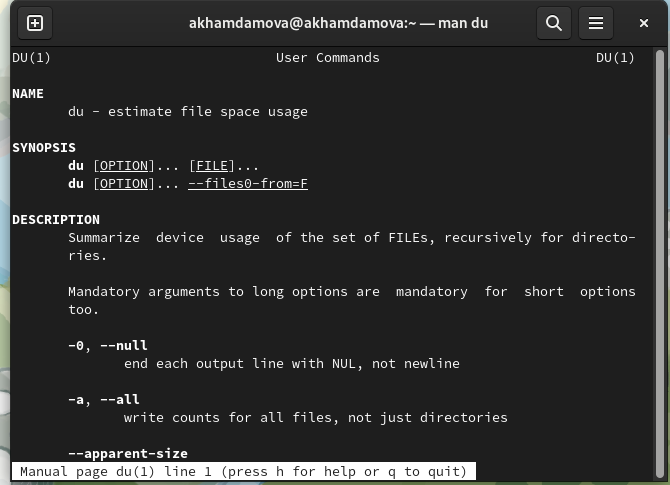 akhamdamova@akhamdamova:~ — man du
DU(1) User Commands DU(1)
NAME
du - estimate file space usage
SYNOPSIS
du [OPTION]... [FILE]...
du [OPTION]... --files0-from=F
DESCRIPTION
Summarize device usage of the set of FILEs, recursively for directo-
ries.
Mandatory arguments to long options are mandatory for short options
too.
-0, --null
end each output line with NUL, not newline
-a, --all
write counts for all files, not just directories
--apparent-size
Manual page du(1) line 1 (press h for help or q to quit)